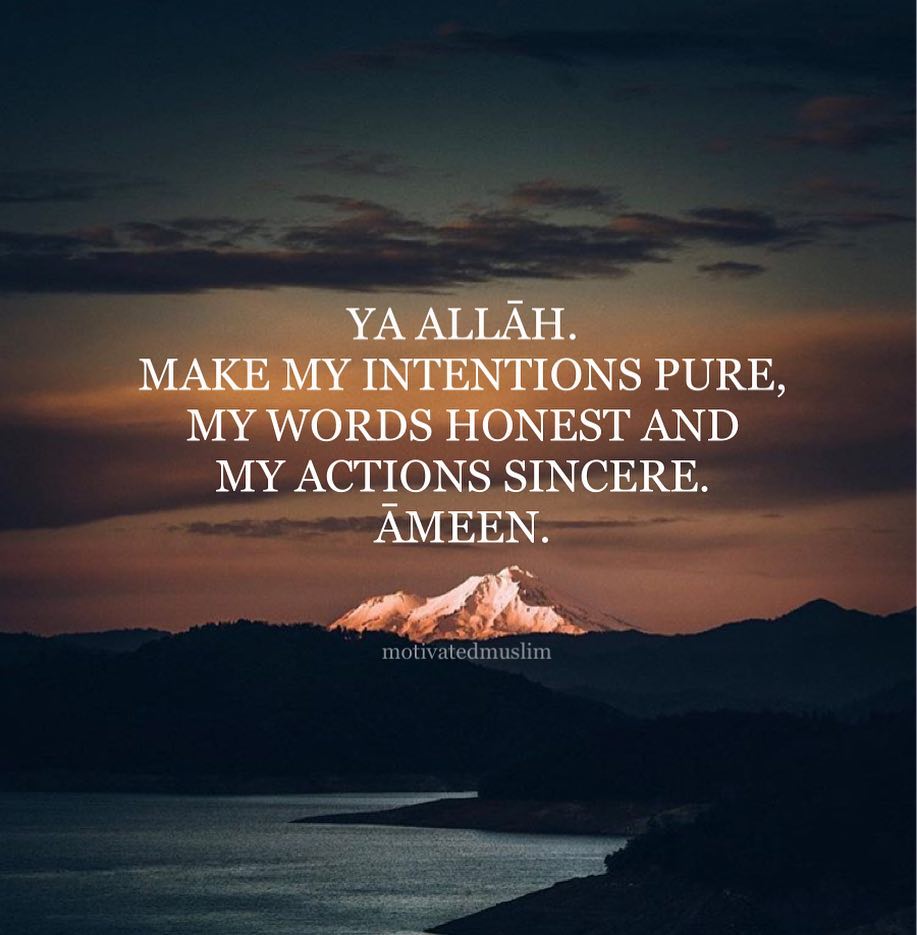 YA ALLĀH.
MAKE MY INTENTIONS PURE,
MY WORDS HONEST AND
MY ACTIONS SINCERE.
ĀMEEN.
motivatedmuslim